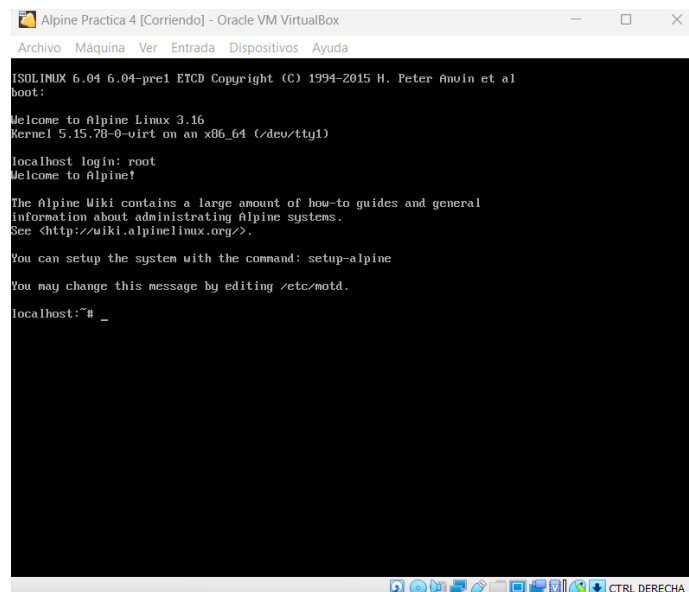 Alpine Practica 4 [Corriendo] - Oracle VM VirtualBox
Archivo Máquina Ver Entrada Dispositivos Ayuda
ISOLINUX 6.04 6.04-pre1 ETCD Copyright (C) 1994-2015 H. Peter Anvin et al
boot:
Welcome to Alpine Linux 3.16
Kernel 5.15.78-0-virt on an x86_64 (/dev/tty1)
localhost login: root
Welcome to Alpine!
The Alpine Wiki contains a large amount of how-to guides and general
information about administrating Alpine systems.
See <http://wiki.alpinelinux.org/>.
You can setup the system with the command: setup-alpine
You may change this message by editing /etc/motd.
localhost:~# _
CTRL DERECHA